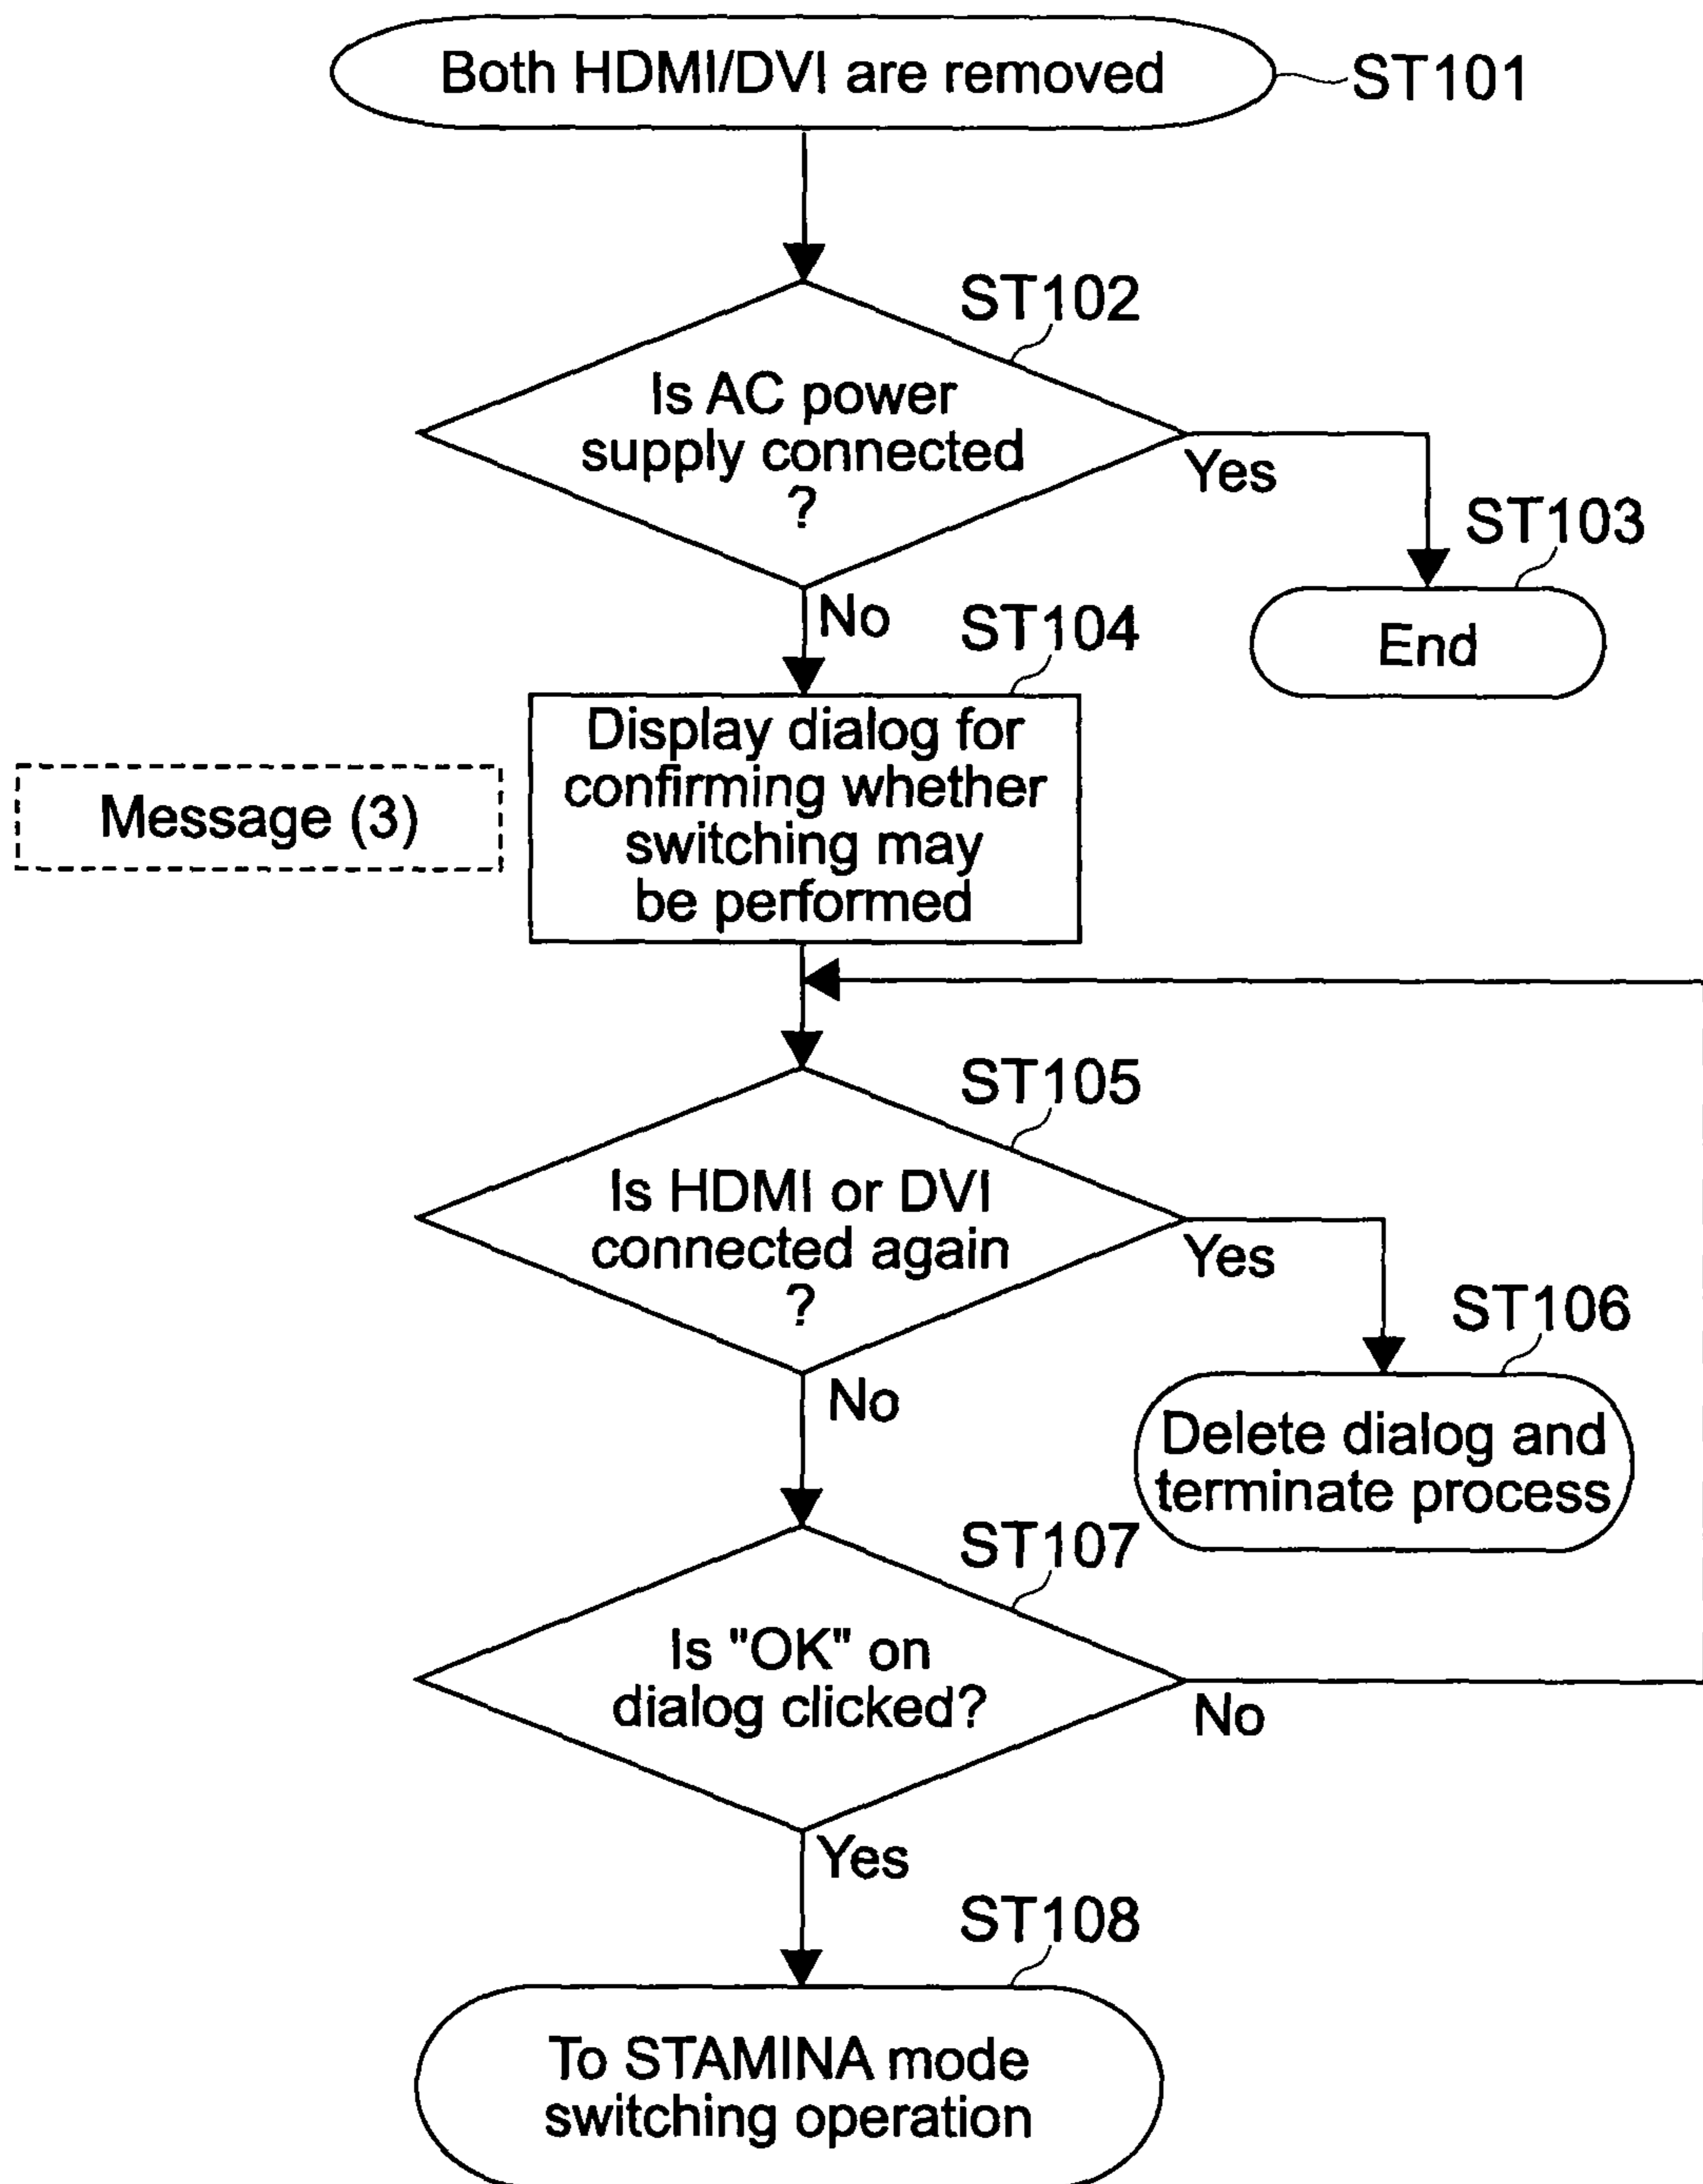 Both HDMI/DVI are removed
ST101
ST102
Is AC power
supply connected
?
Yes
ST103
End
No
ST104
Display dialog for
confirming whether
switching may
be performed
Message (3)
ST105
Is HDMI or DVI
connected again
?
Yes
ST106
Delete dialog and
terminate process
No
ST107
Is "OK" on
dialog clicked?
No
Yes
ST108
To STAMINA mode
switching operation